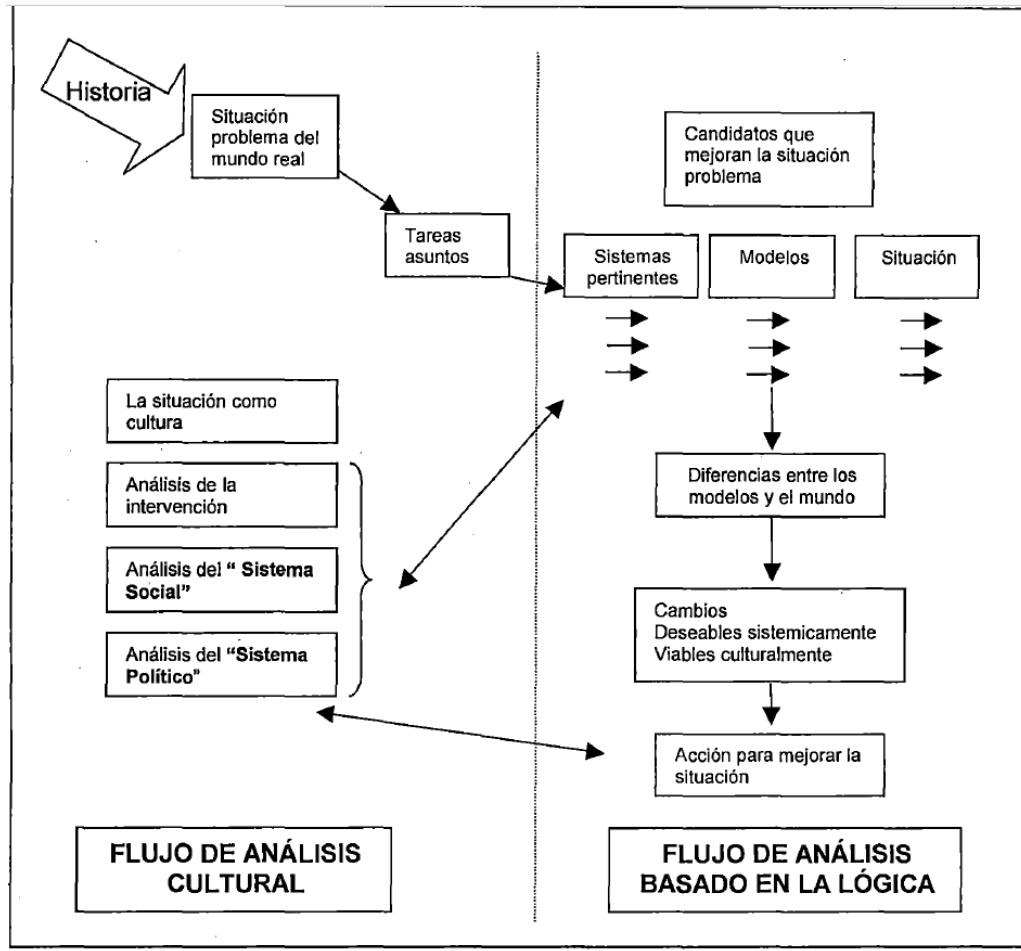 Historia
Situación
problema del
mundo real
Candidatos que
mejoran la situación
problema
Tareas
asuntos
Sistemas
pertinentes
Modelos
Situación
La situación como
cultura
Análisis de la
intervención
Análisis del “ Sistema
Social”
Análisis del “Sistema
Político”
Diferencias entre los
modelos y el mundo
Cambios
Deseables sistemicamente
Viables culturalmente
Acción para mejorar la
situación
FLUJO DE ANÁLISIS
CULTURAL
FLUJO DE ANÁLISIS
BASADO EN LA LÓGICA